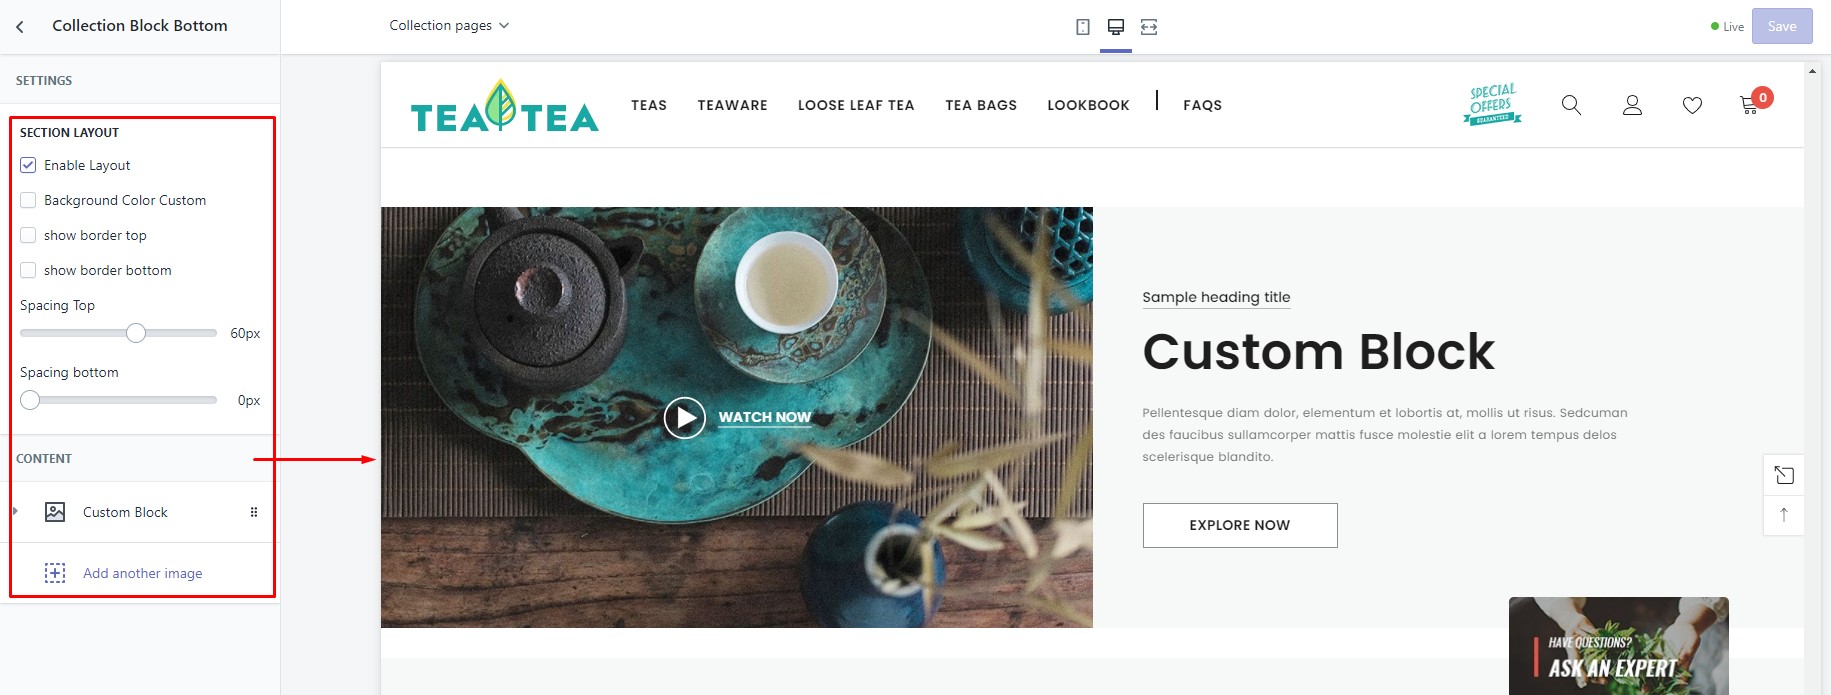 Collection Block Bottom
Collection pages
Live
Save
SETTINGS
SECTION LAYOUT
Enable Layout
Background Color Custom
show border top
show border bottom
Spacing Top
60px
Spacing bottom
0px
CONTENT
Custom Block
Add another image
TEA TEA
TEAS
TEAWARE
LOOSE LEAF TEA
TEA BAGS
LOOKBOOK
FAQS
SPECIAL
OFFERS
GUARANTEED
0
WATCH NOW
Sample heading title
Custom Block
Pellentesque diam dolor, elementum et lobortis at, mollis ut risus. Sedcuman
des faucibus sullamcorper mattis fusce molestie elit a lorem tempus delos
scelerisque blandito.
EXPLORE NOW
HAVE QUESTIONS?
ASK AN EXPERT